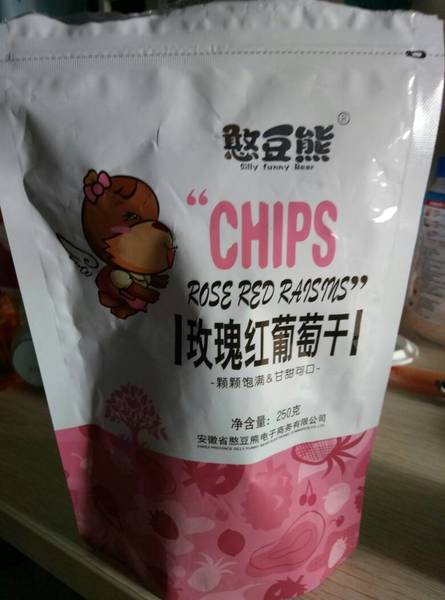 憨豆熊®
Silly funny Bear
“CHIPS
ROSE RED RAISINS”
玫瑰红葡萄干
-颗颗饱满&甘甜可口-
净含量：250克
安徽省憨豆熊电子商务有限公司